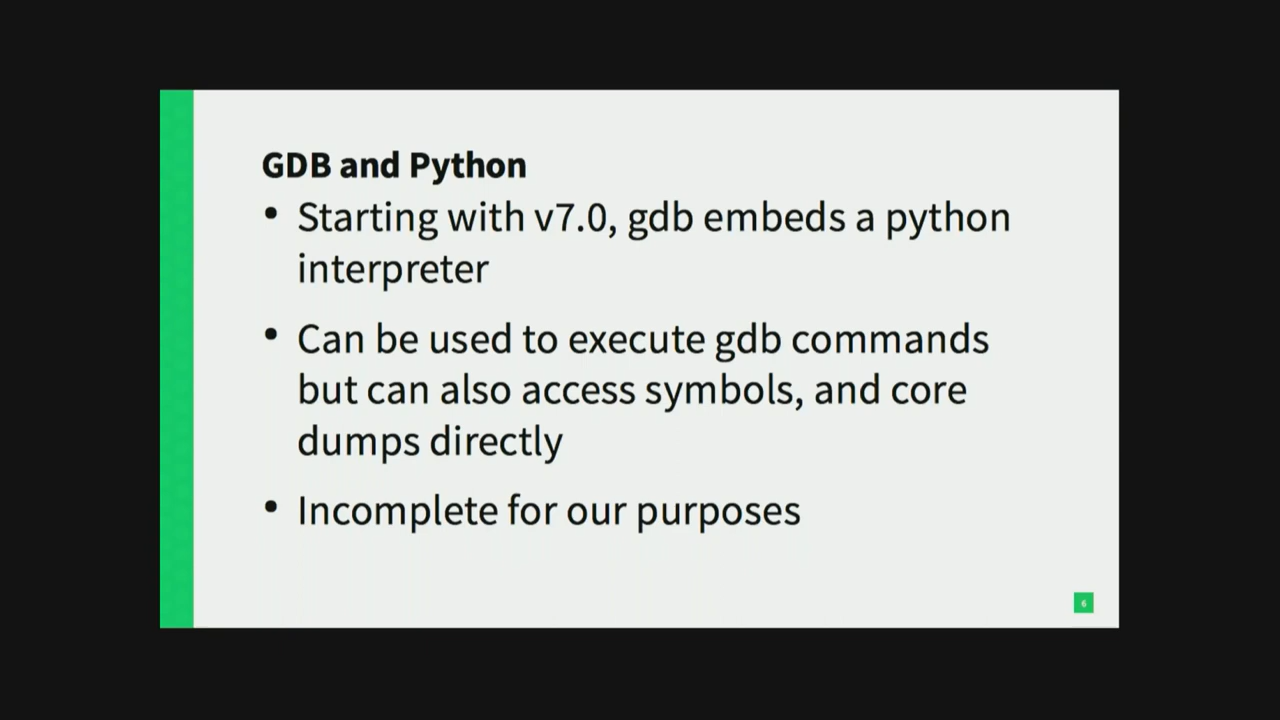 GDB and Python
• Starting with v7.0, gdb embeds a python
interpreter
• Can be used to execute gdb commands
but can also access symbols, and core
dumps directly
• Incomplete for our purposes
6